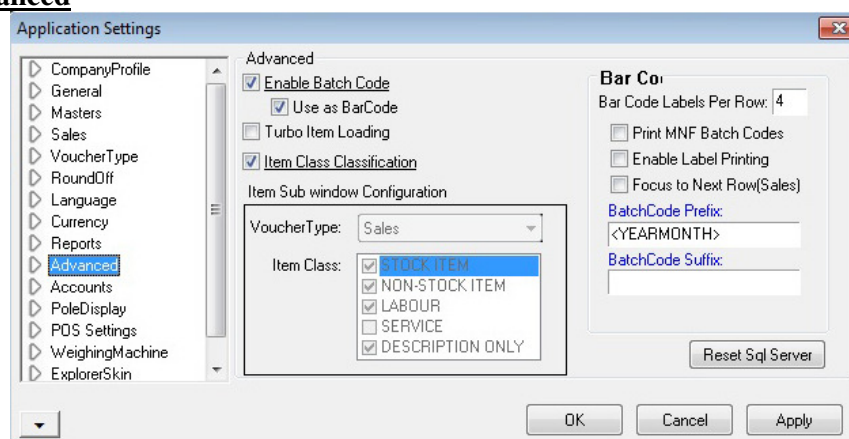 Application Settings
CompanyProfile
General
Masters
Sales
VoucherType
RoundOff
Language
Currency
Reports
Advanced
Accounts
PoleDisplay
POS Settings
WeighingMachine
ExplorerSkin
Advanced
Enable Batch Code
Use as BarCode
Turbo Item Loading
Item Class Classification
Item Sub window Configuration
VoucherType: Sales
Item Class:
STOCK ITEM
NON-STOCK ITEM
LABOUR
SERVICE
DESCRIPTION ONLY
Bar Co
Bar Code Labels Per Row: 4
Print MNF Batch Codes
Enable Label Printing
Focus to Next Row(Sales)
BatchCode Prefix:
<YEARMONTH>
BatchCode Suffix:
Reset Sql Server
OK Cancel Apply